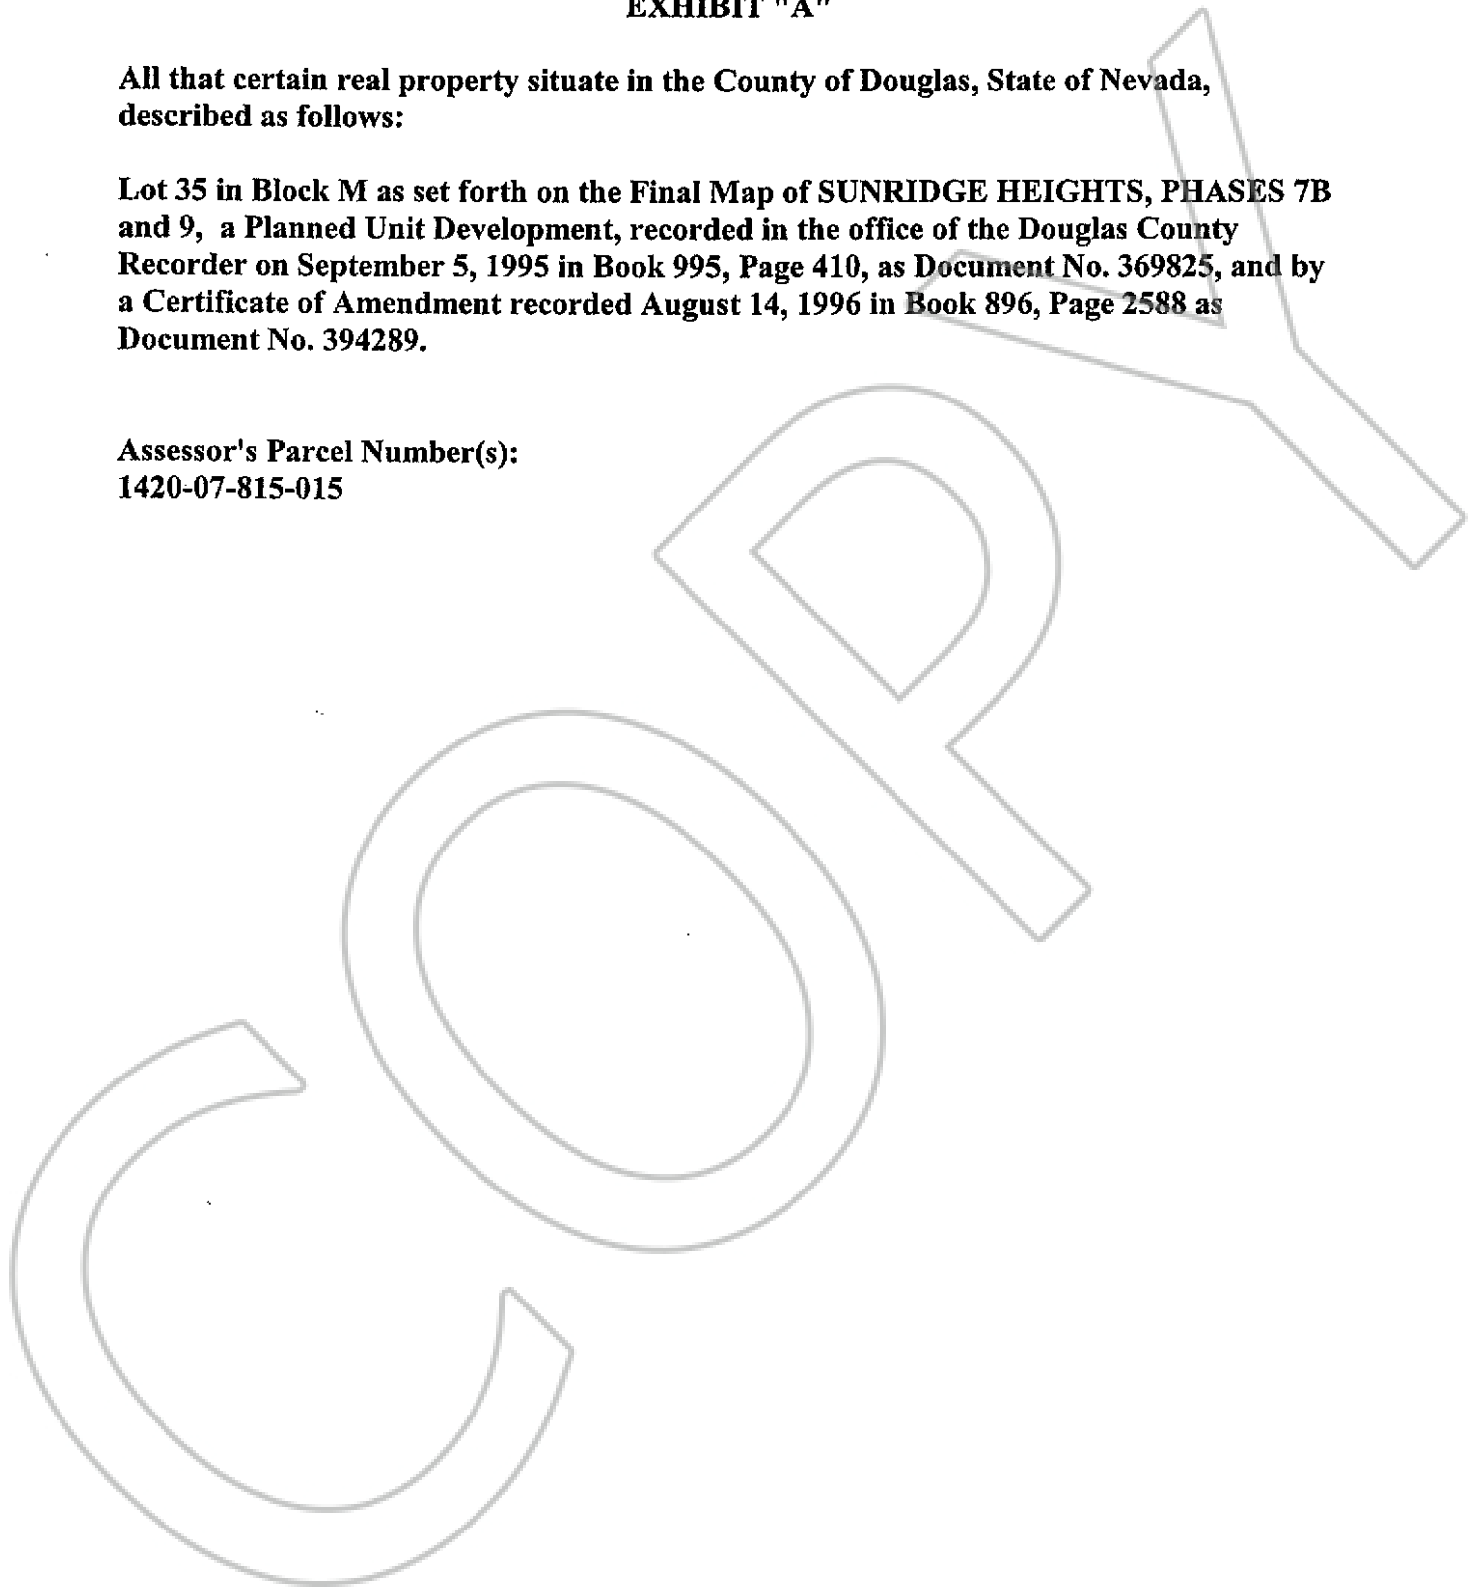 EXHIBIT "A"
All that certain real property situate in the County of Douglas, State of Nevada,
described as follows:
Lot 35 in Block M as set forth on the Final Map of SUNRIDGE HEIGHTS, PHASES 7B
and 9, a Planned Unit Development, recorded in the office of the Douglas County
Recorder on September 5, 1995 in Book 995, Page 410, as Document No. 369825, and by
a Certificate of Amendment recorded August 14, 1996 in Book 896, Page 2588 as
Document No. 394289.
Assessor's Parcel Number(s):
1420-07-815-015
COPY